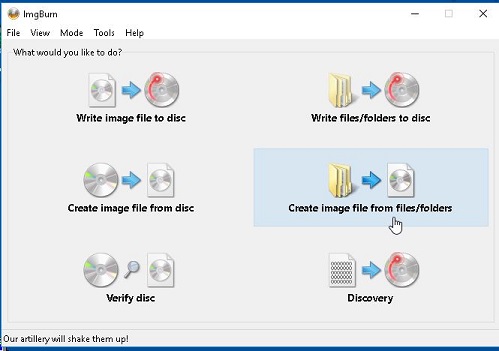 ImgBurn
File View Mode Tools Help
What would you like to do?
Write image file to disc
Write files/folders to disc
Create image file from disc
Create image file from files/folders
Verify disc
Discovery
Our artillery will shake them up!